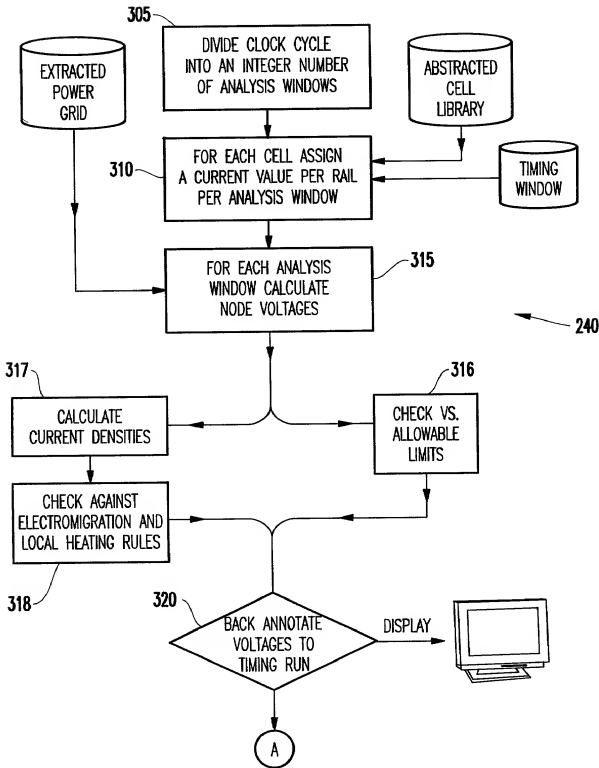 305
DIVIDE CLOCK CYCLE
INTO AN INTEGER NUMBER
OF ANALYSIS WINDOWS
EXTRACTED
POWER
GRID
ABSTRACTED
CELL
LIBRARY
310
FOR EACH CELL ASSIGN
A CURRENT VALUE PER RAIL
PER ANALYSIS WINDOW
TIMING
WINDOW
315
FOR EACH ANALYSIS
WINDOW CALCULATE
NODE VOLTAGES
240
317
CALCULATE
CURRENT DENSITIES
316
CHECK VS.
ALLOWABLE
LIMITS
CHECK AGAINST
ELECTROMIGRATION AND
LOCAL HEATING RULES
318
320
BACK ANNOTATE
VOLTAGES TO
TIMING RUN
DISPLAY
A